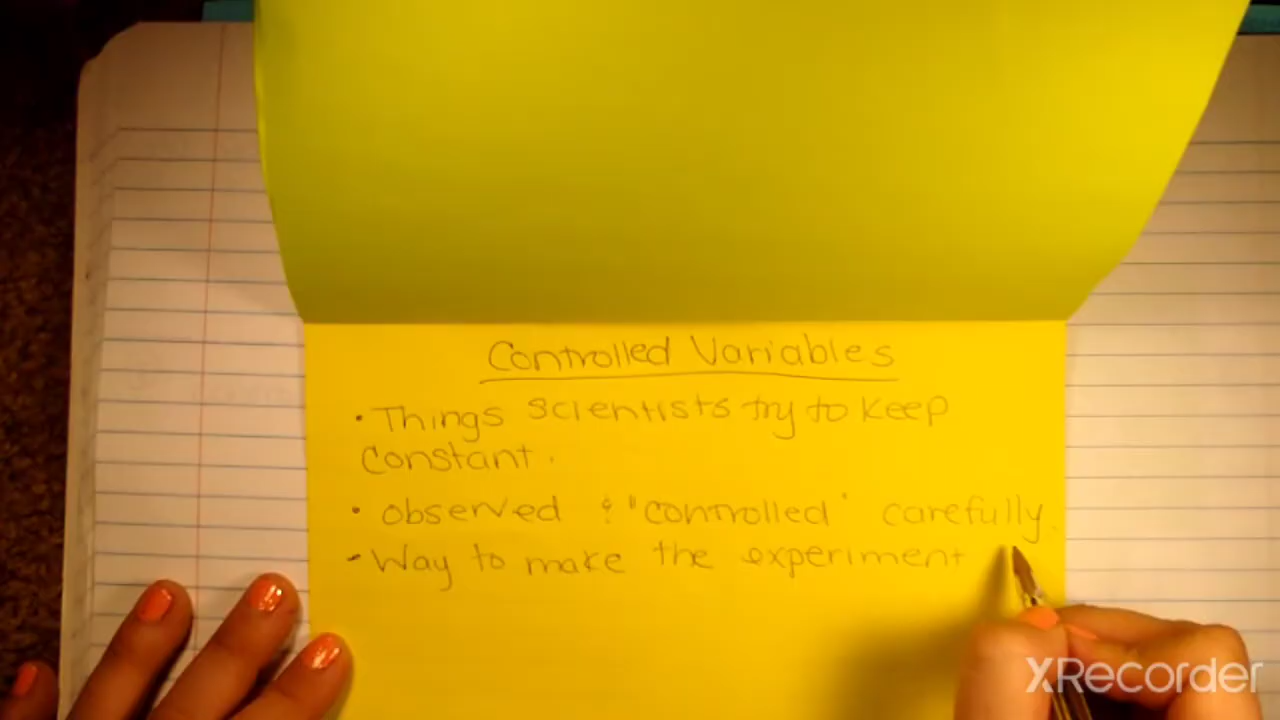 Controlled Variables
• Things scientists try to keep
constant.
• observed & "controlled" carefully.
- Way to make the experiment
XRecorder